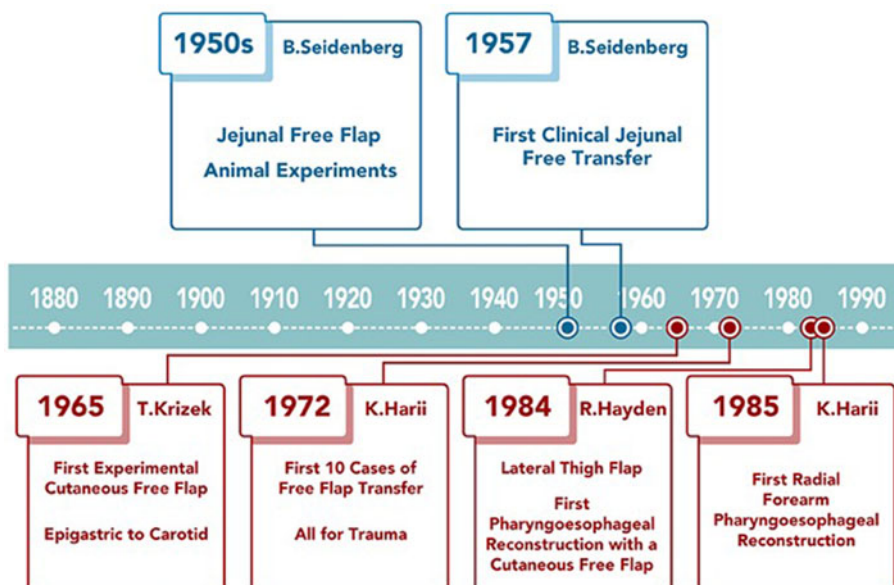 1950s B.Seidenberg
Jejunal Free Flap
Animal Experiments
1957 B.Seidenberg
First Clinical Jejunal
Free Transfer
1880 1890 1900 1910 1920 1930 1940 1950 1960 1970 1980 1990
1965 T.Krizek
First Experimental
Cutaneous Free Flap
Epigastric to Carotid
1972 K.Harii
First 10 Cases of
Free Flap Transfer
All for Trauma
1984 R.Hayden
Lateral Thigh Flap
First
Pharyngoesophageal
Reconstruction with a
Cutaneous Free Flap
1985 K.Harii
First Radial
Forearm
Pharyngoesophageal
Reconstruction